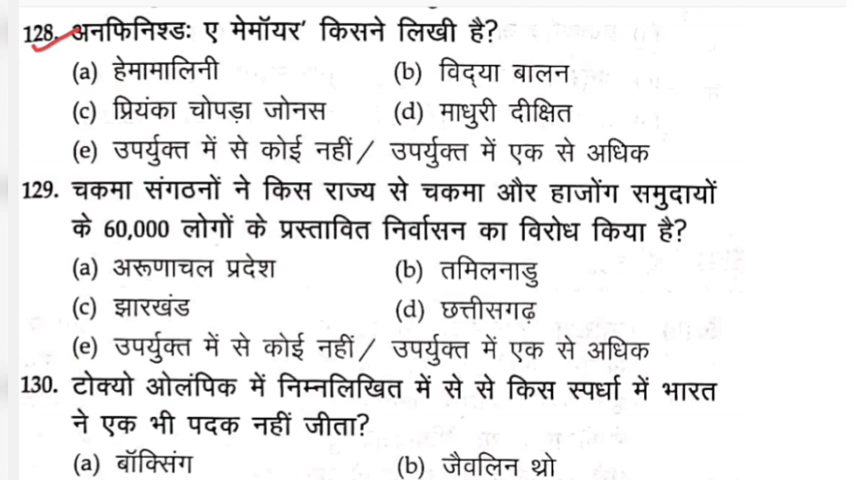 128. अनफिनिश्डः ए मेमॉयर' किसने लिखी है?
(a) हेमामालिनी (b) विद्या बालन
(c) प्रियंका चोपड़ा जोनस (d) माधुरी दीक्षित
(e) उपर्युक्त में से कोई नहीं/ उपर्युक्त में एक से अधिक
129. चकमा संगठनों ने किस राज्य से चकमा और हाजोंग समुदायों
के 60,000 लोगों के प्रस्तावित निर्वासन का विरोध किया है?
(a) अरूणाचल प्रदेश (b) तमिलनाडु
(c) झारखंड (d) छत्तीसगढ़
(e) उपर्युक्त में से कोई नहीं/ उपर्युक्त में एक से अधिक
130. टोक्यो ओलंपिक में निम्नलिखित में से से किस स्पर्धा में भारत
ने एक भी पदक नहीं जीता?
(a) बॉक्सिंग (b) जैवलिन थ्रो